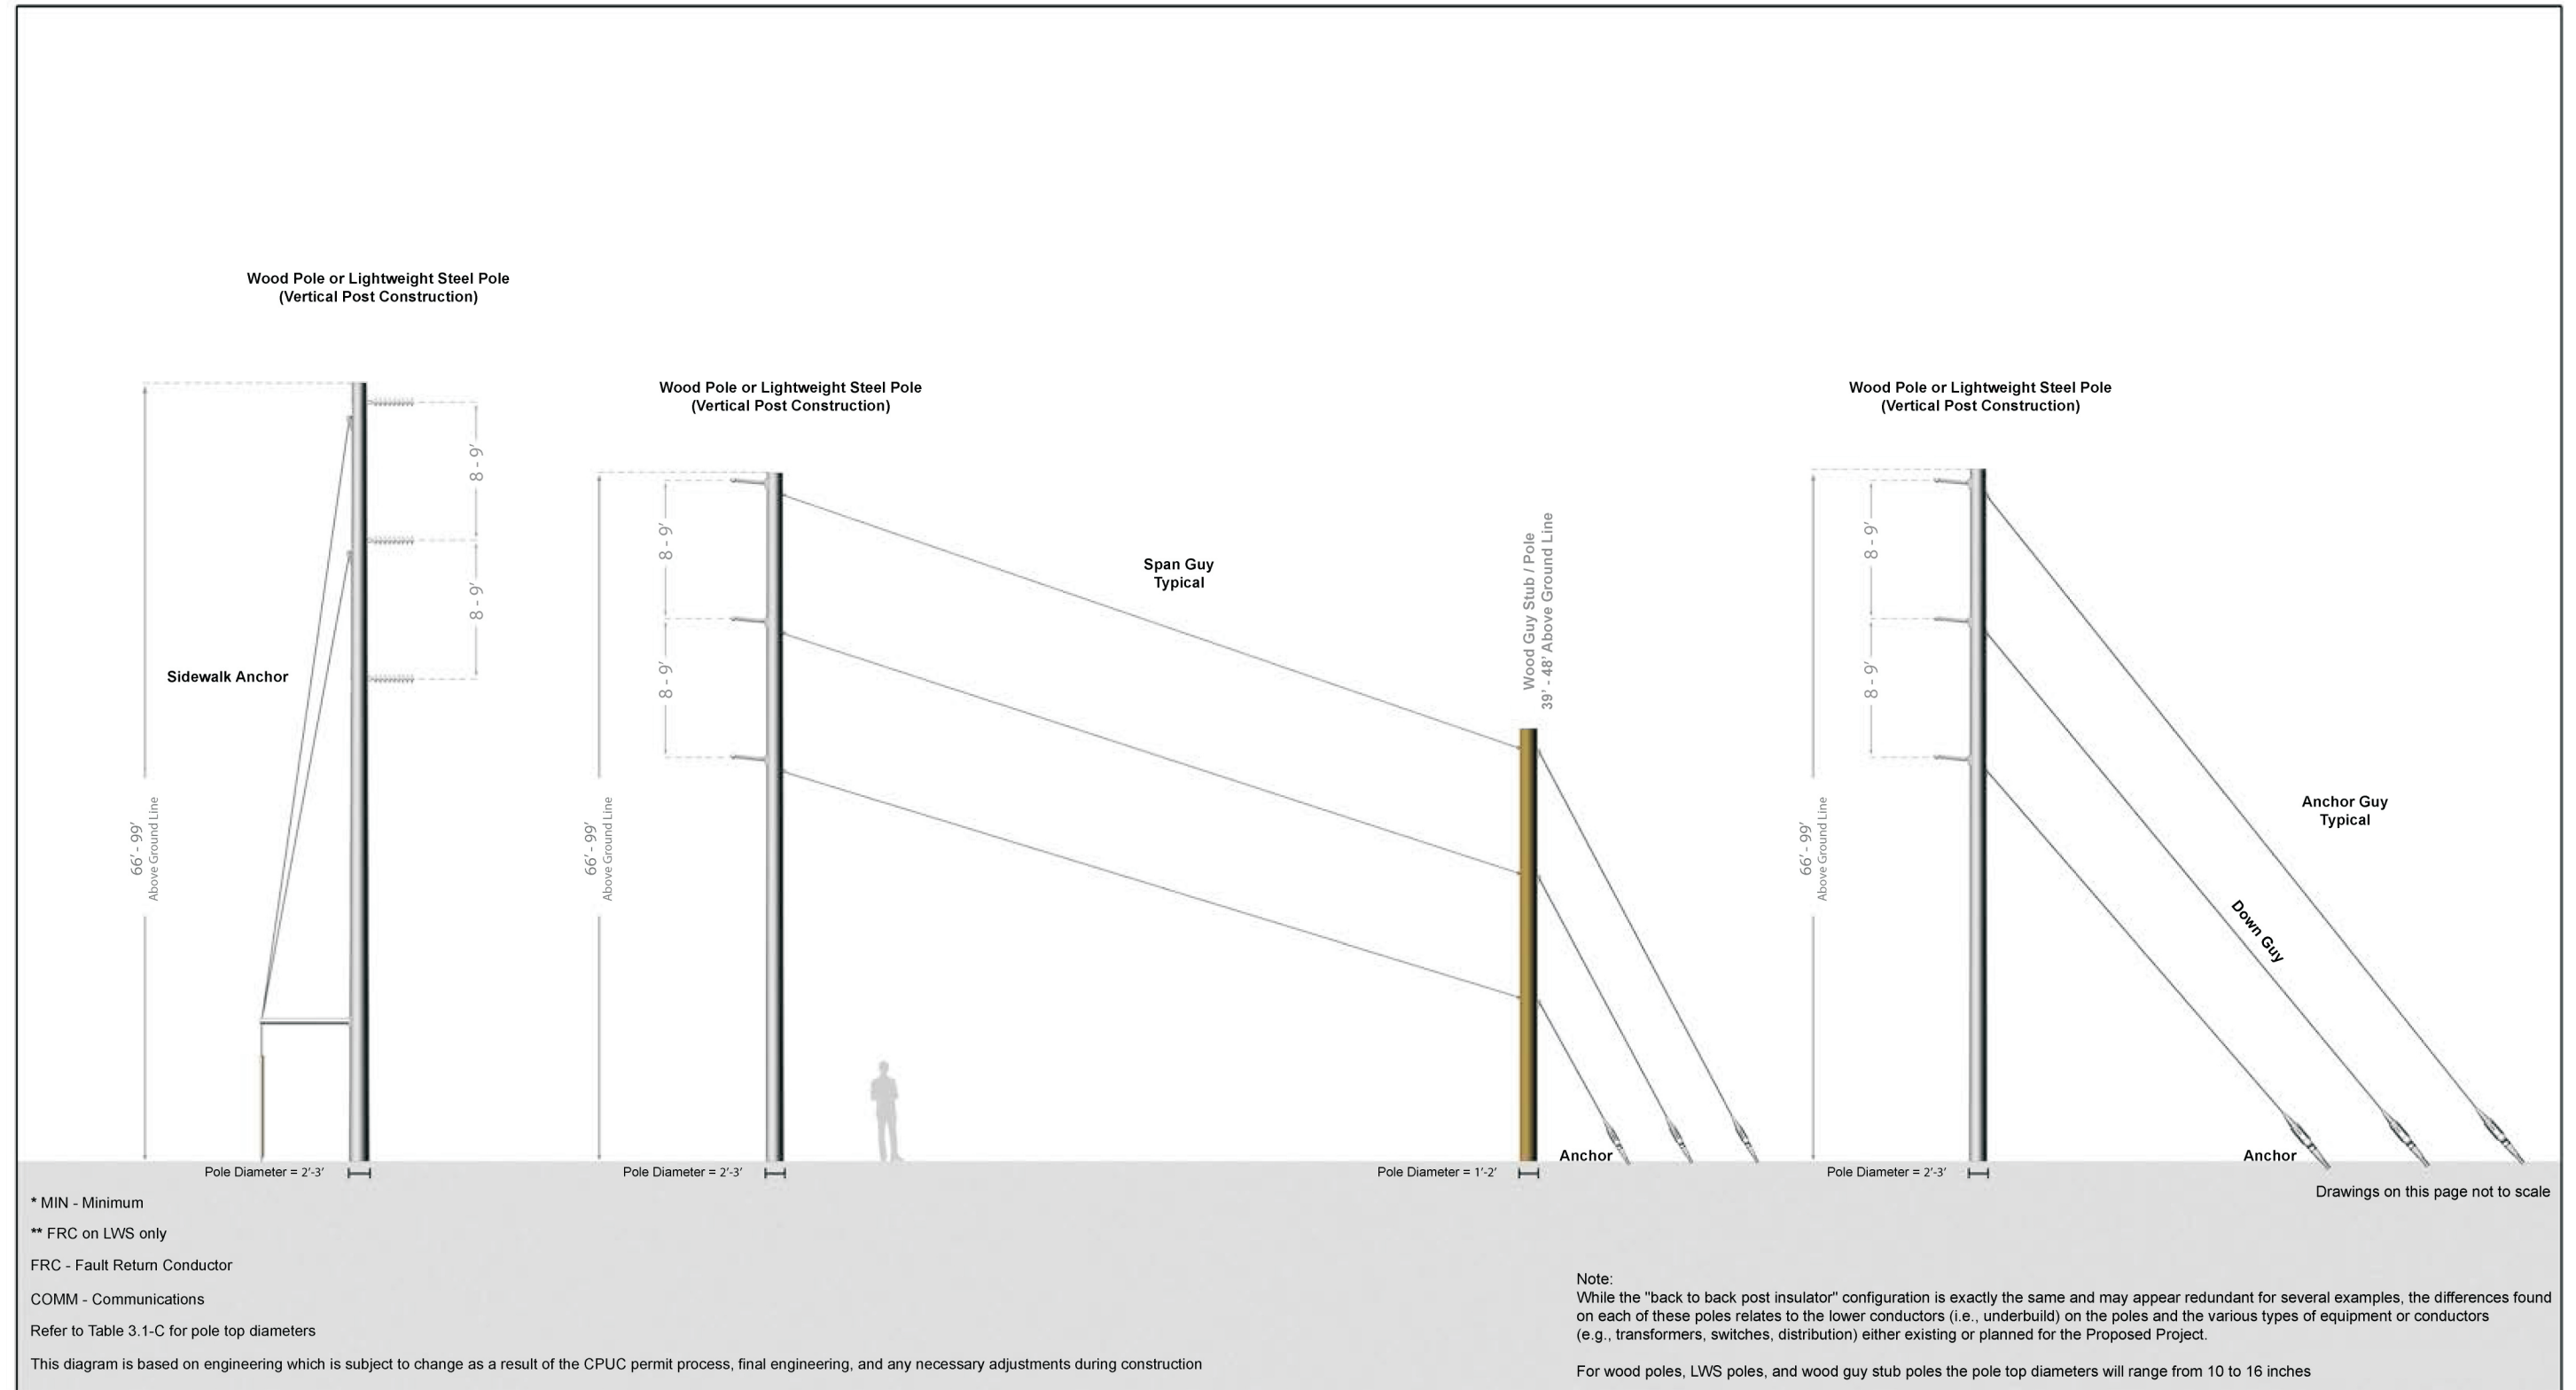 Wood Pole or Lightweight Steel Pole
(Vertical Post Construction)
8 - 9'
8 - 9'
Sidewalk Anchor
66' - 99'
Above Ground Line
Pole Diameter = 2'-3'
Wood Pole or Lightweight Steel Pole
(Vertical Post Construction)
8 - 9'
8 - 9'
66' - 99'
Above Ground Line
Pole Diameter = 2'-3'
Span Guy
Typical
Wood Guy Stub / Pole
39' - 48' Above Ground Line
Pole Diameter = 1'-2'
Anchor
Wood Pole or Lightweight Steel Pole
(Vertical Post Construction)
8 - 9'
8 - 9'
66' - 99'
Above Ground Line
Pole Diameter = 2'-3'
Anchor Guy
Typical
Down Guy
Anchor
Drawings on this page not to scale
* MIN - Minimum
** FRC on LWS only
FRC - Fault Return Conductor
COMM - Communications
Refer to Table 3.1-C for pole top diameters
This diagram is based on engineering which is subject to change as a result of the CPUC permit process, final engineering, and any necessary adjustments during construction
Note:
While the "back to back post insulator" configuration is exactly the same and may appear redundant for several examples, the differences found
on each of these poles relates to the lower conductors (i.e., underbuild) on the poles and the various types of equipment or conductors
(e.g., transformers, switches, distribution) either existing or planned for the Proposed Project.
For wood poles, LWS poles, and wood guy stub poles the pole top diameters will range from 10 to 16 inches